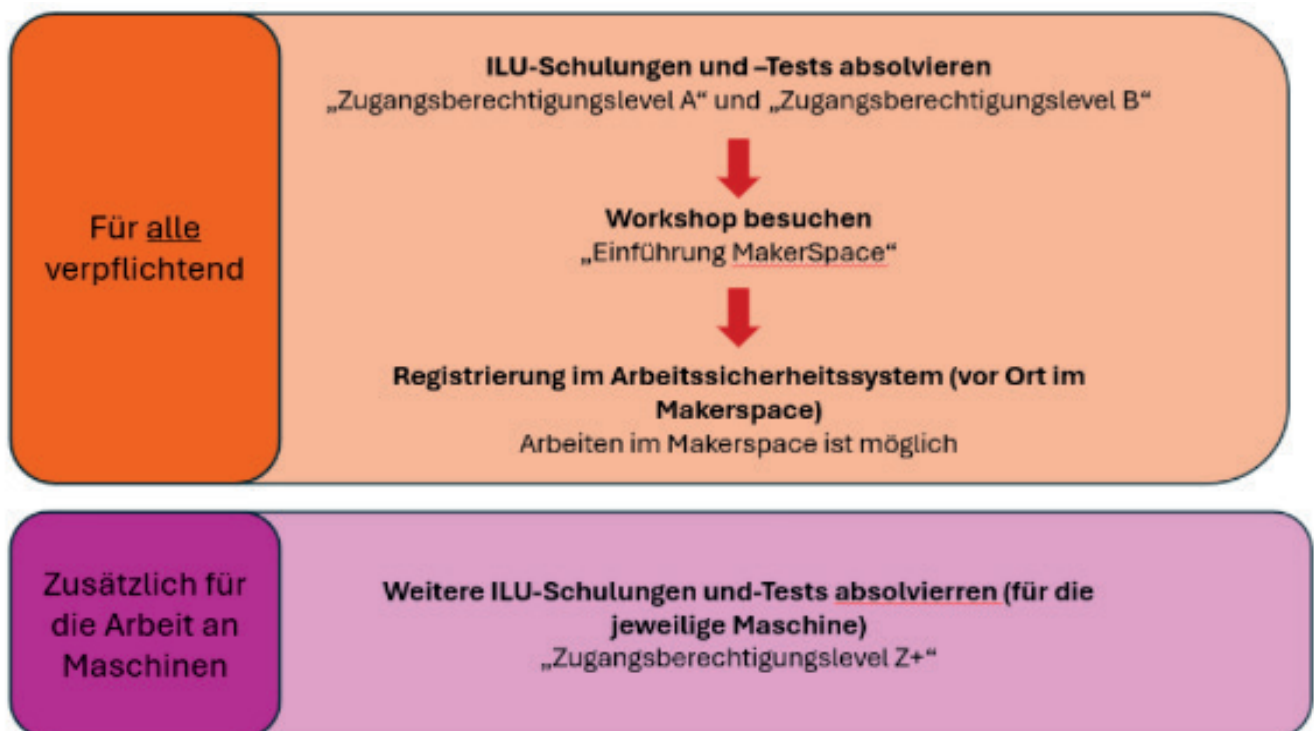 Für alle
verpflichtend
ILU-Schulungen und –Tests absolvieren
„Zugangsberechtigungslevel A“ und „Zugangsberechtigungslevel B“
Workshop besuchen
„Einführung MakerSpace“
Registrierung im Arbeitssicherheitssystem (vor Ort im
Makerspace)
Arbeiten im Makerspace ist möglich
Zusätzlich für
die Arbeit an
Maschinen
Weitere ILU-Schulungen und-Tests absolvierren (für die
jeweilige Maschine)
„Zugangsberechtigungslevel Z+“